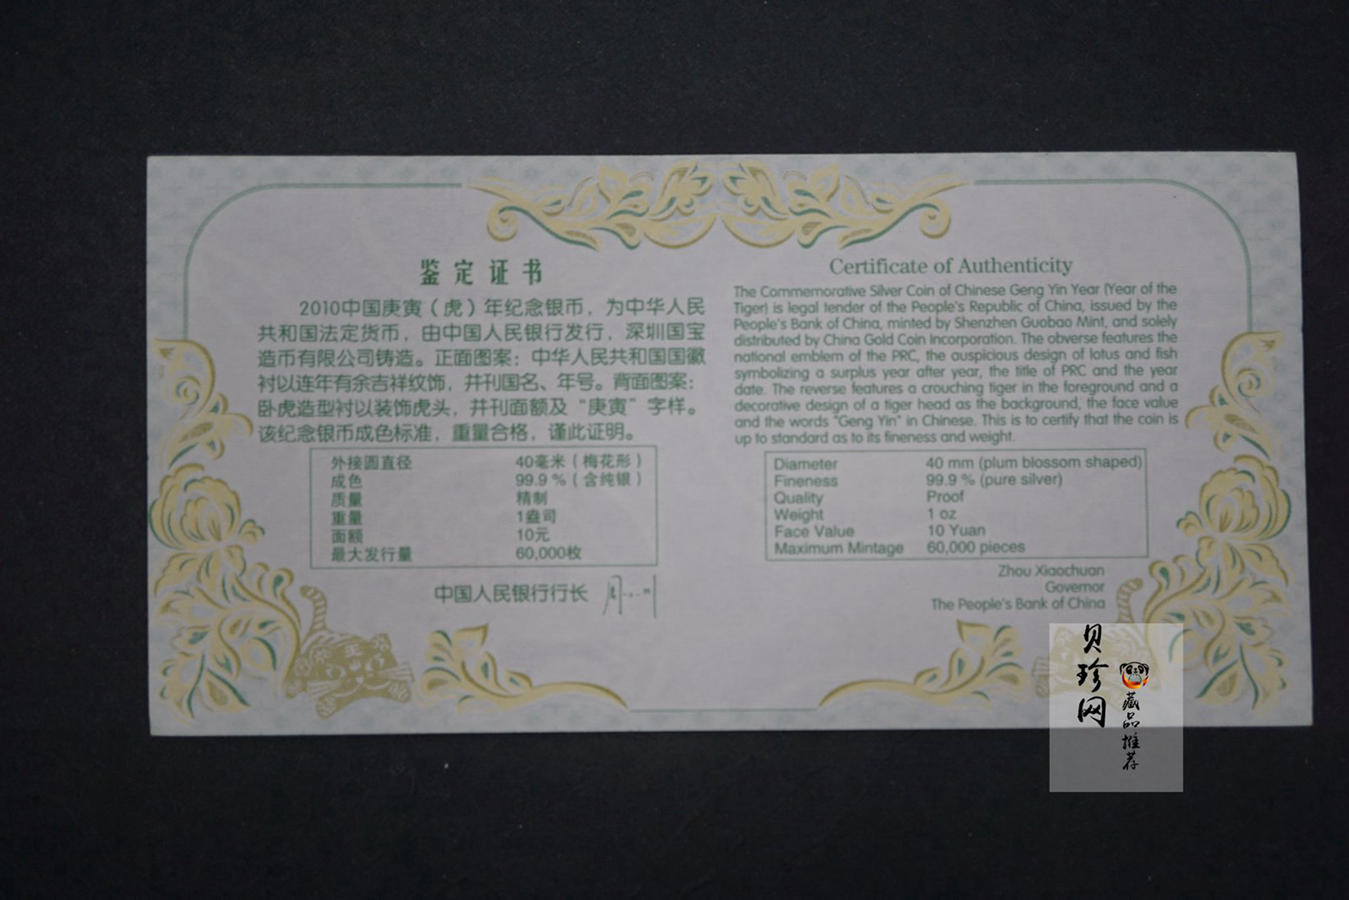 鉴定证书
2010中国庚寅（虎）年纪念银币，为中华人民
共和国法定货币，由中国人民银行发行，深圳国宝
造币有限公司铸造。正面图案：中华人民共和国国徽
衬以连年有余吉祥纹饰，并刊国名、年号。背面图案：
卧虎造型衬以装饰虎头，并刊面额及“庚寅”字样。
该纪念银币成色标准，重量合格，谨此证明。
外接圆直径 40毫米（梅花形）
成色 99.9％（含纯银）
质量 精制
重量 1盎司
面额 10元
最大发行量 60,000枚
中国人民银行行长
Certificate of Authenticity
The Commemorative Silver Coin of Chinese Geng Yin Year (Year of the
Tiger) is legal tender of the People's Republic of China, issued by the
People's Bank of China, minted by Shenzhen Guobao Mint, and solely
distributed by China Gold Coin Incorporation. The obverse features the
national emblem of the PRC, the auspicious design of lotus and fish
symbolizing a surplus year after year, the title of PRC and the year
date. The reverse features a crouching tiger in the foreground and a
decorative design of a tiger head as the background, the face value
and the words "Geng Yin" in Chinese. This is to certify that the coin is
up to standard as to its fineness and weight.
Diameter 40 mm (plum blossom shaped)
Fineness 99.9 % (pure silver)
Quality Proof
Weight 1 oz
Face Value 10 Yuan
Maximum Mintage 60,000 pieces
Zhou Xiaochuan
Governor
The People's Bank of China
贝珍网
藏品推荐